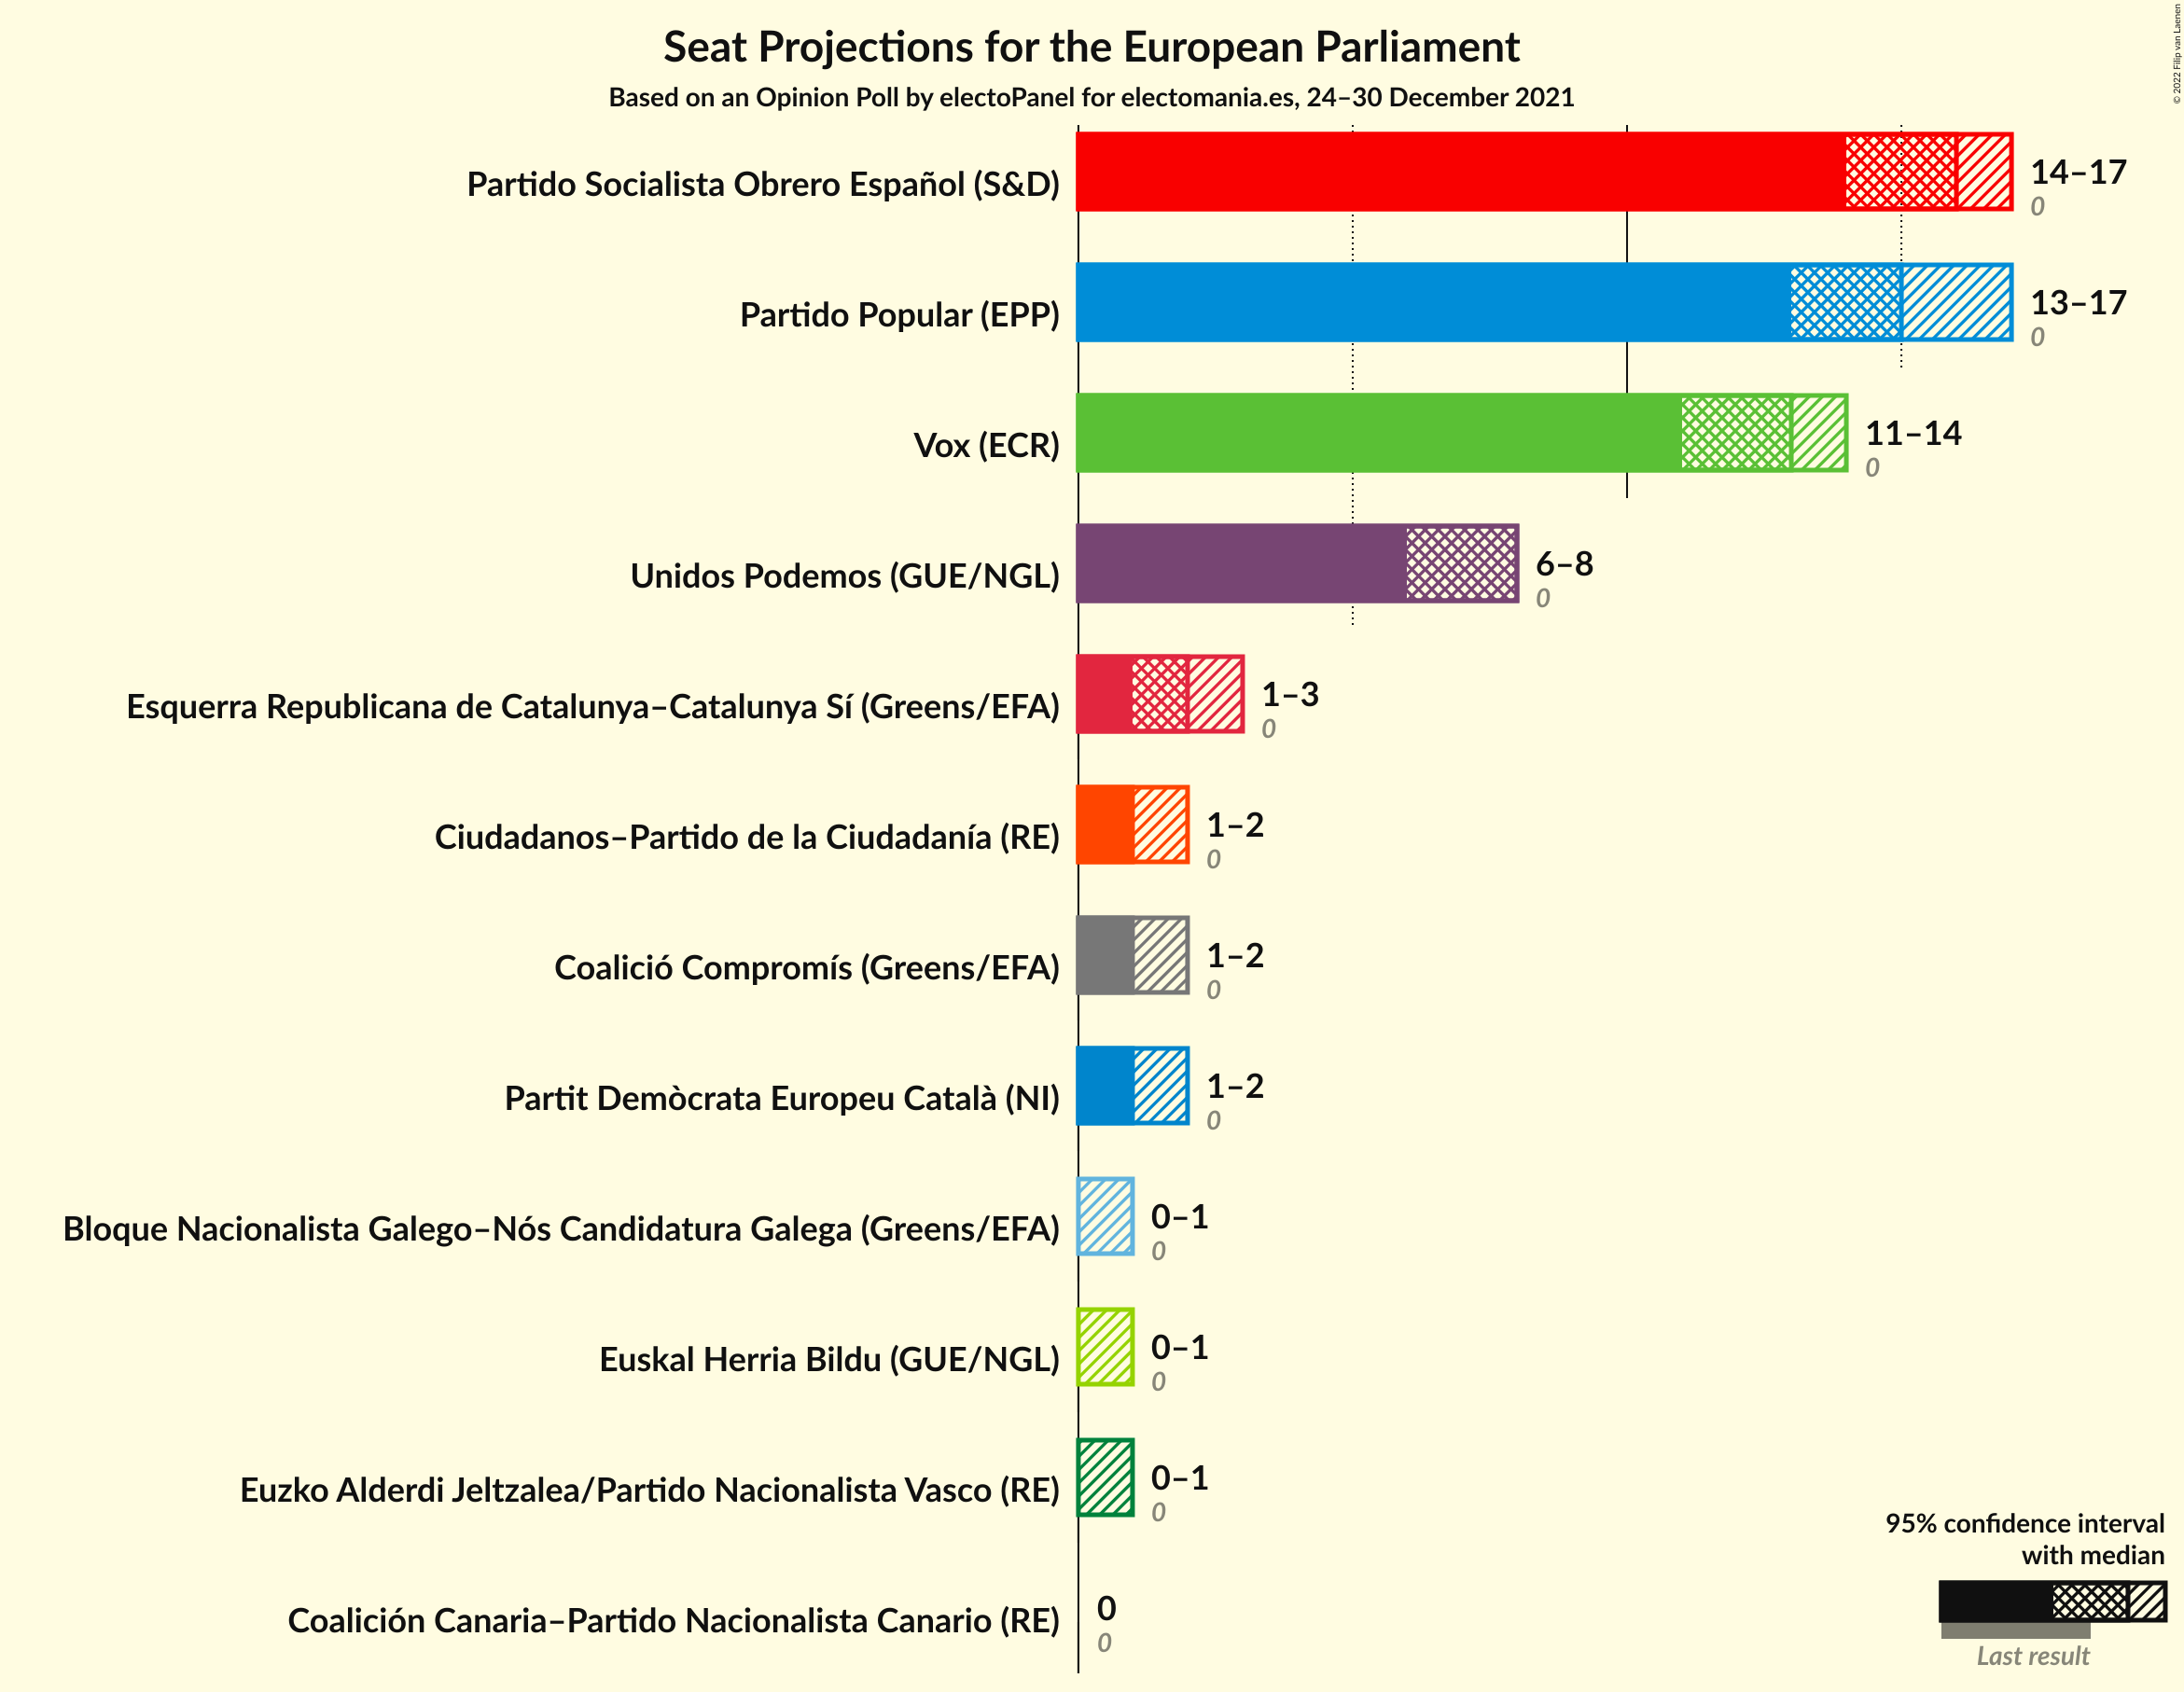 Seat Projections for the European Parliament
Based on an Opinion Poll by electoPanel for electomania.es, 24–30 December 2021
© 2022 Filip van Laenen
Partido Socialista Obrero Español (S&D)
14–17
0
Partido Popular (EPP)
13–17
0
Vox (ECR)
11–14
0
Unidos Podemos (GUE/NGL)
6–8
0
Esquerra Republicana de Catalunya–Catalunya Sí (Greens/EFA)
1–3
0
Ciudadanos–Partido de la Ciudadanía (RE)
1–2
0
Coalició Compromís (Greens/EFA)
1–2
0
Partit Demòcrata Europeu Català (NI)
1–2
0
Bloque Nacionalista Galego–Nós Candidatura Galega (Greens/EFA)
0–1
0
Euskal Herria Bildu (GUE/NGL)
0–1
0
Euzko Alderdi Jeltzalea/Partido Nacionalista Vasco (RE)
0–1
0
Coalición Canaria–Partido Nacionalista Canario (RE)
0
0
95% confidence interval
with median
Last result